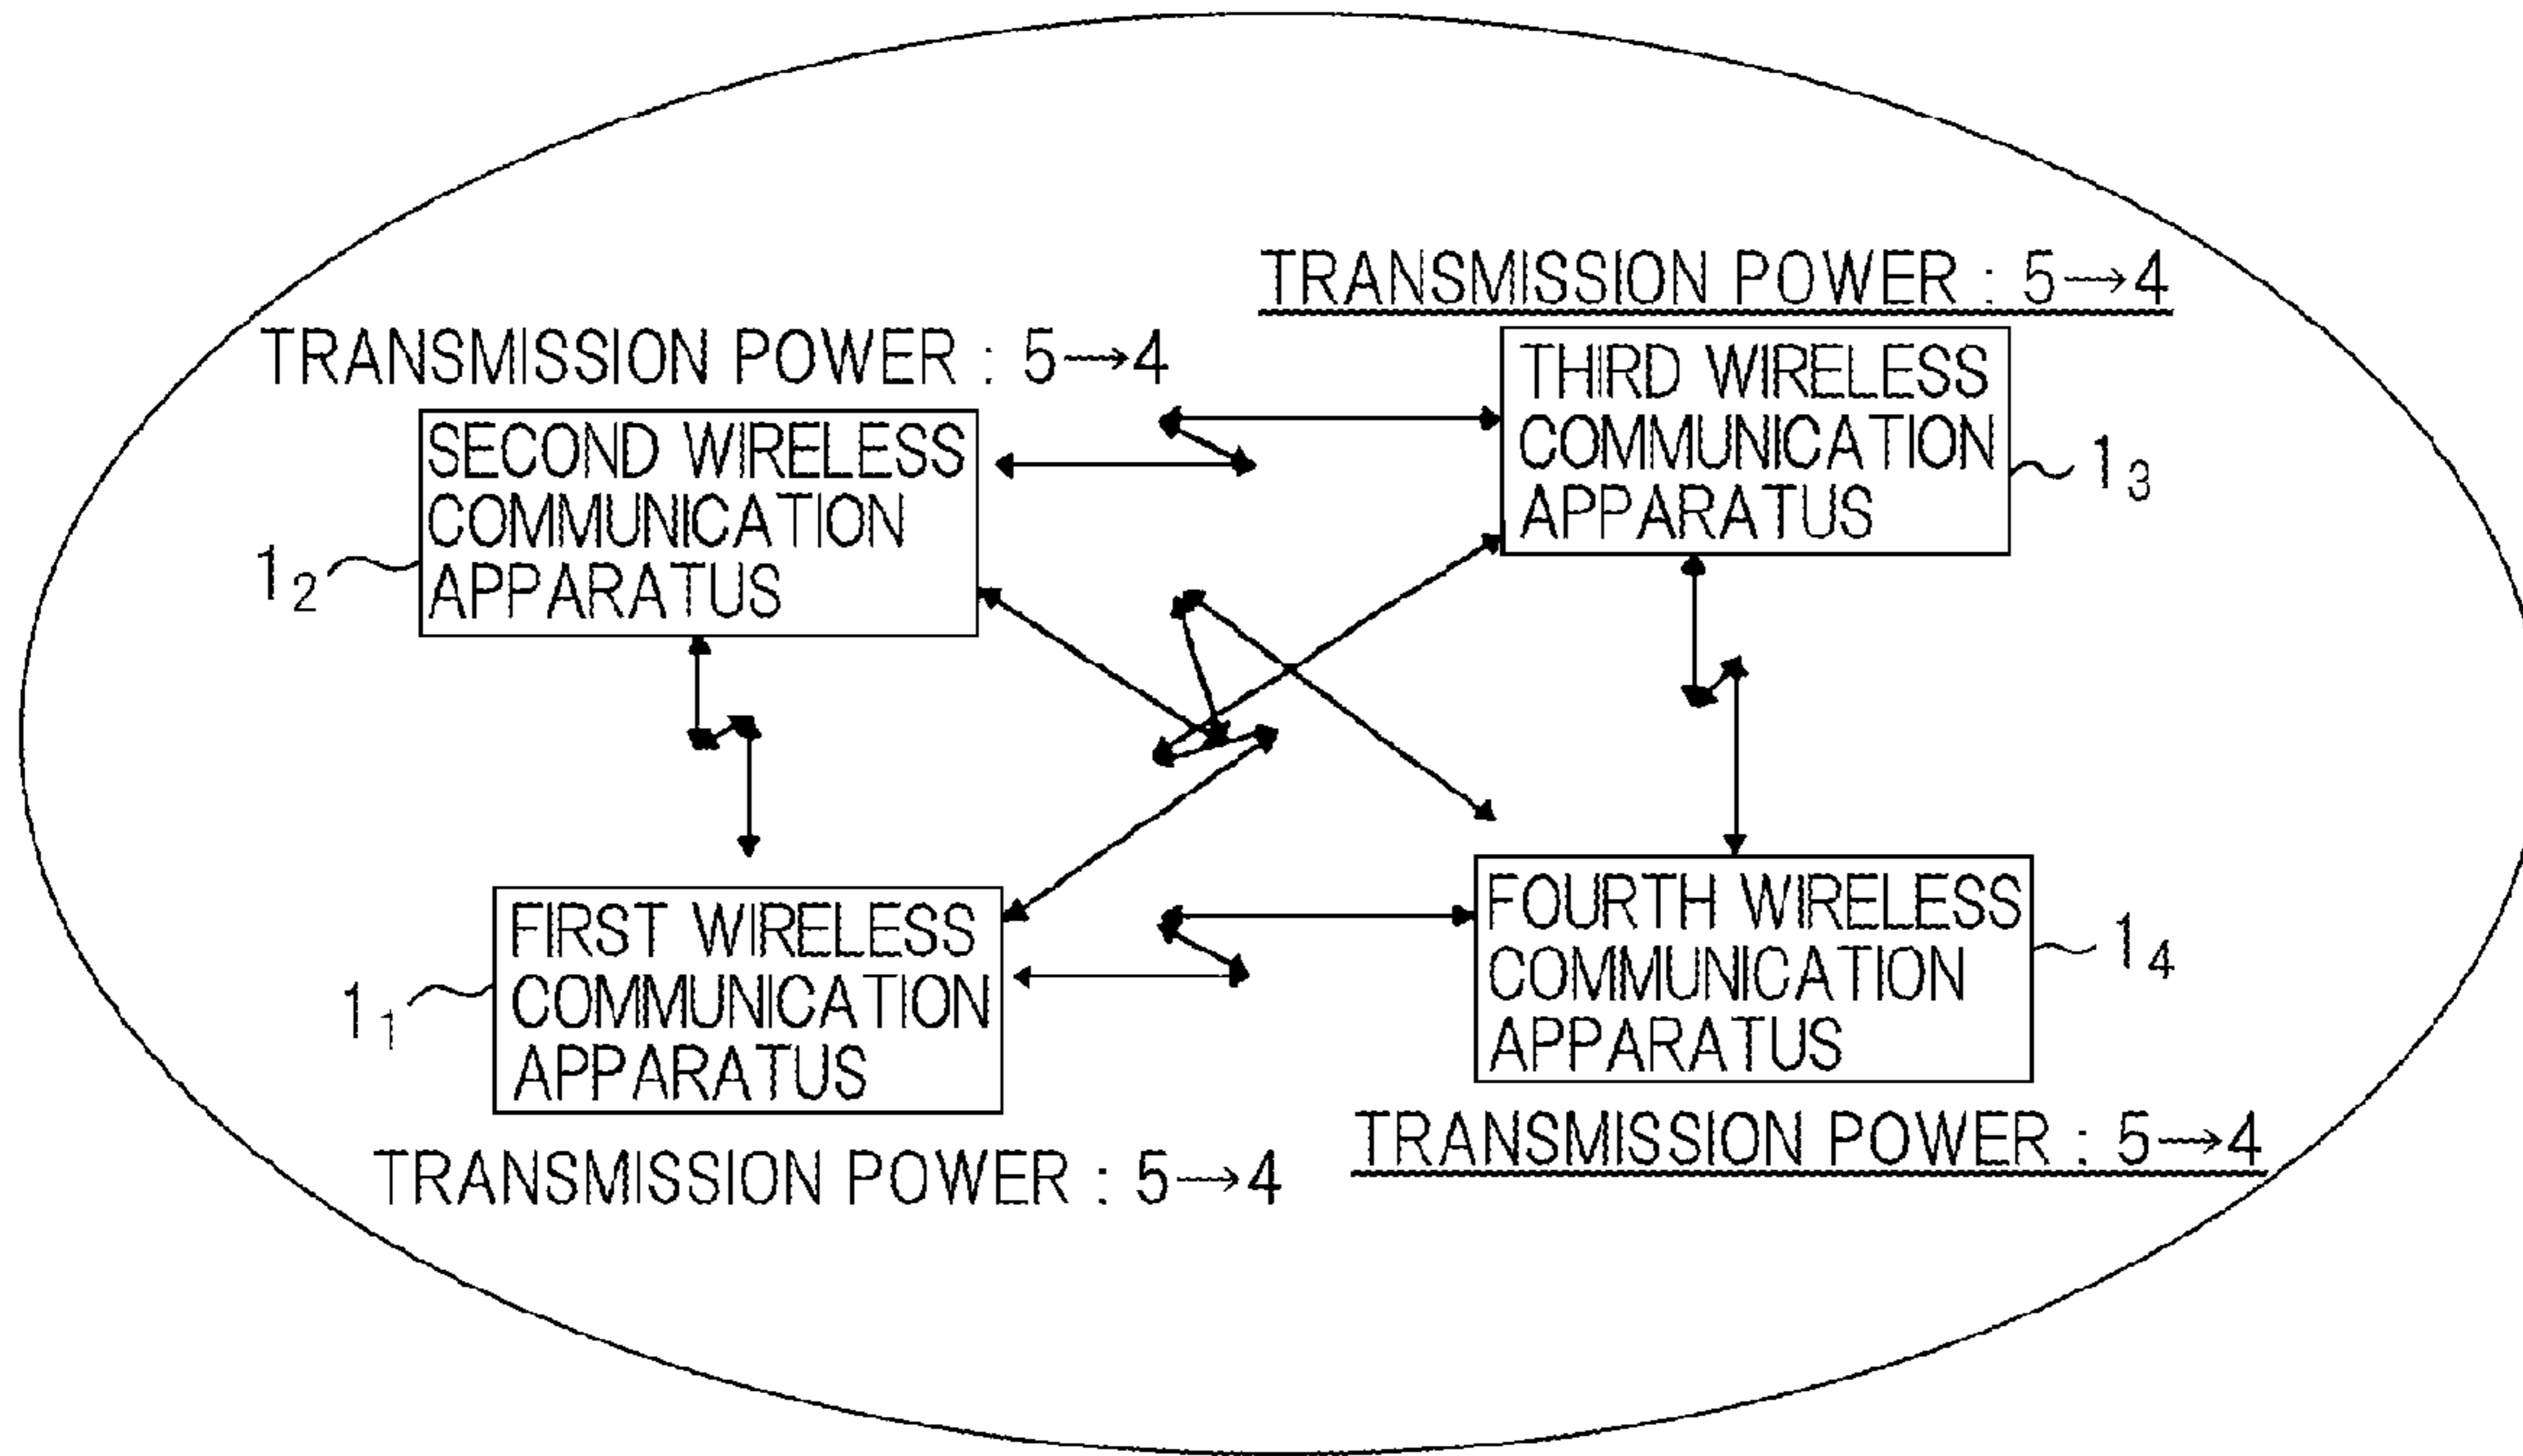 TRANSMISSION POWER : 5→4
THIRD WIRELESS
COMMUNICATION
APPARATUS
1₃
TRANSMISSION POWER : 5→4
SECOND WIRELESS
COMMUNICATION
APPARATUS
1₂
FIRST WIRELESS
COMMUNICATION
APPARATUS
1₁
TRANSMISSION POWER : 5→4
FOURTH WIRELESS
COMMUNICATION
APPARATUS
1₄
TRANSMISSION POWER : 5→4